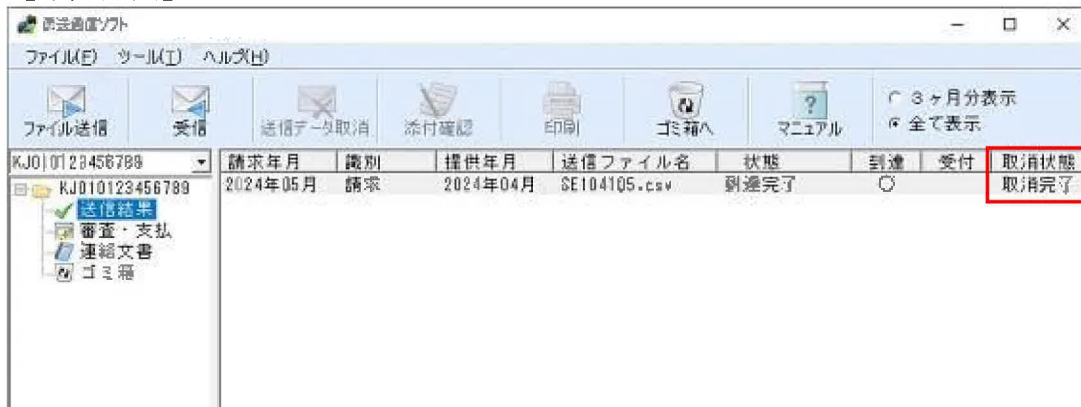 伝送通信ソフト
ファイル(F) ツール(T) ヘルプ(H)
ファイル送信 受信 送信データ取消 添付確認 印刷 ゴミ箱へ マニュアル
3ヶ月分表示
全て表示
KJ0|0123456789
請求年月 識別 提供年月 送信ファイル名 状態 到達 受付 取消状態
2024年05月 請求 2024年04月 SE104105.csv 到達完了 ○ 取消完了
KJ010123456789
送信結果
審査・支払
連絡文書
ゴミ箱